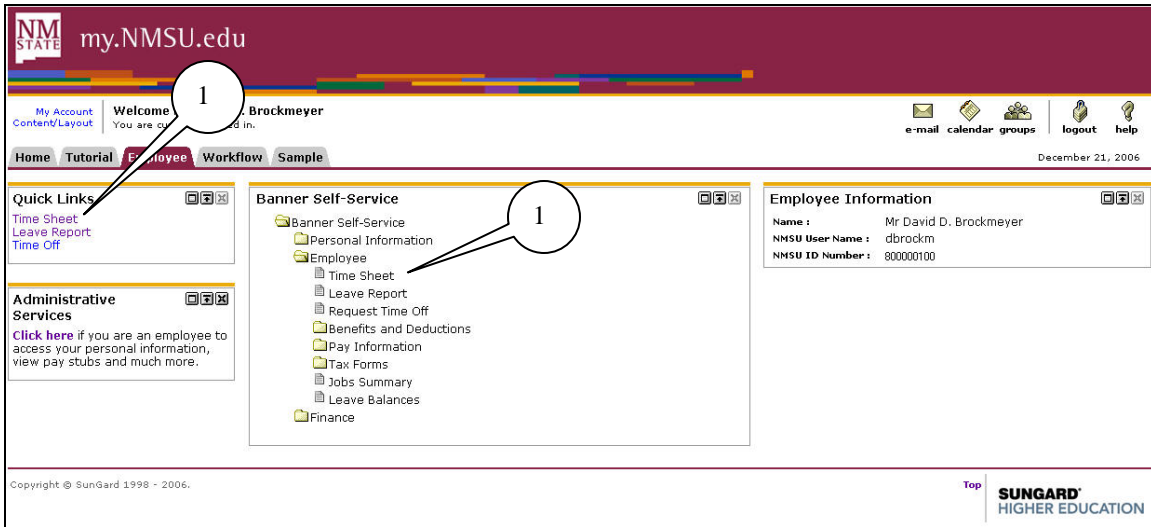 NM
STATE
my.NMSU.edu
1
My Account
Content/Layout
Welcome . Brockmeyer
You are cu d in.
e-mail calendar groups logout help
Home Tutorial Employee Workflow Sample
December 21, 2006
Quick Links
Time Sheet
Leave Report
Time Off
Administrative
Services
Click here if you are an employee to
access your personal information,
view pay stubs and much more.
Banner Self-Service
Banner Self-Service
Personal Information
Employee
Time Sheet
Leave Report
Request Time Off
Benefits and Deductions
Pay Information
Tax Forms
Jobs Summary
Leave Balances
Finance
1
Employee Information
Name : Mr David D. Brockmeyer
NMSU User Name : dbrockm
NMSU ID Number : 800000100
Copyright © SunGard 1998 - 2006.
Top
SUNGARD
HIGHER EDUCATION